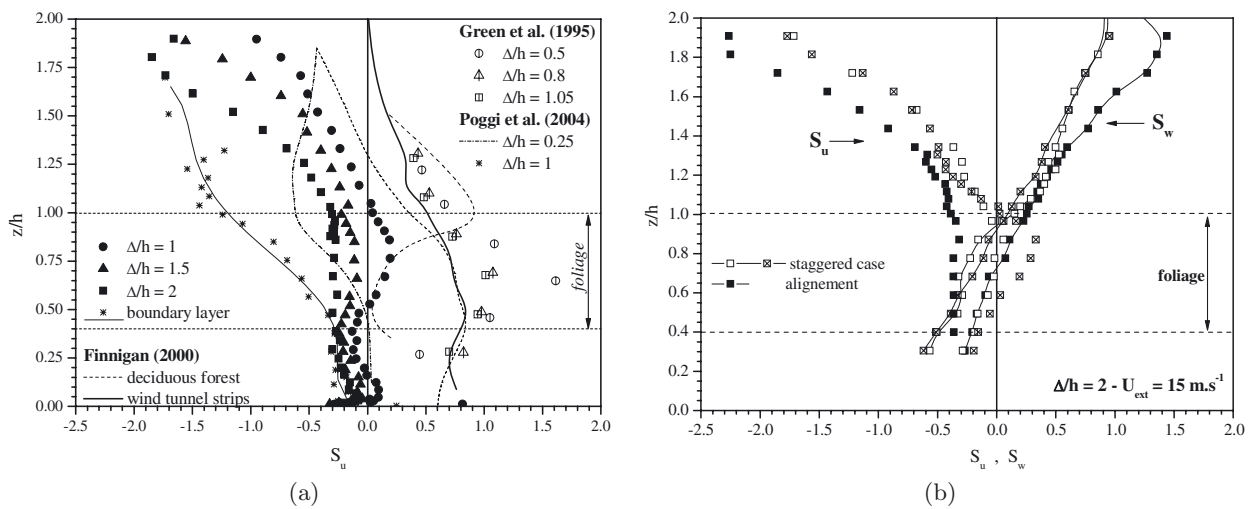 2.00
1.75
1.50
1.25
1.00
0.75
0.50
0.25
0.00
z/h
Green et al. (1995)
Δ/h = 0.5
Δ/h = 0.8
Δ/h = 1.05
Poggi et al. (2004)
Δ/h = 0.25
Δ/h = 1
foliage
Δ/h = 1
Δ/h = 1.5
Δ/h = 2
boundary layer
Finnigan (2000)
deciduous forest
wind tunnel strips
-2.5 -2.0 -1.5 -1.0 -0.5 0.0 0.5 1.0 1.5 2.0
S_u
(a)
2.0
1.8
1.6
1.4
1.2
1.0
0.8
0.6
0.4
0.2
0.0
z/h
S_u
S_w
staggered case
alignement
foliage
Δ/h = 2 - U_ext = 15 m.s⁻¹
-2.5 -2.0 -1.5 -1.0 -0.5 0.0 0.5 1.0 1.5 2.0
S_u , S_w
(b)